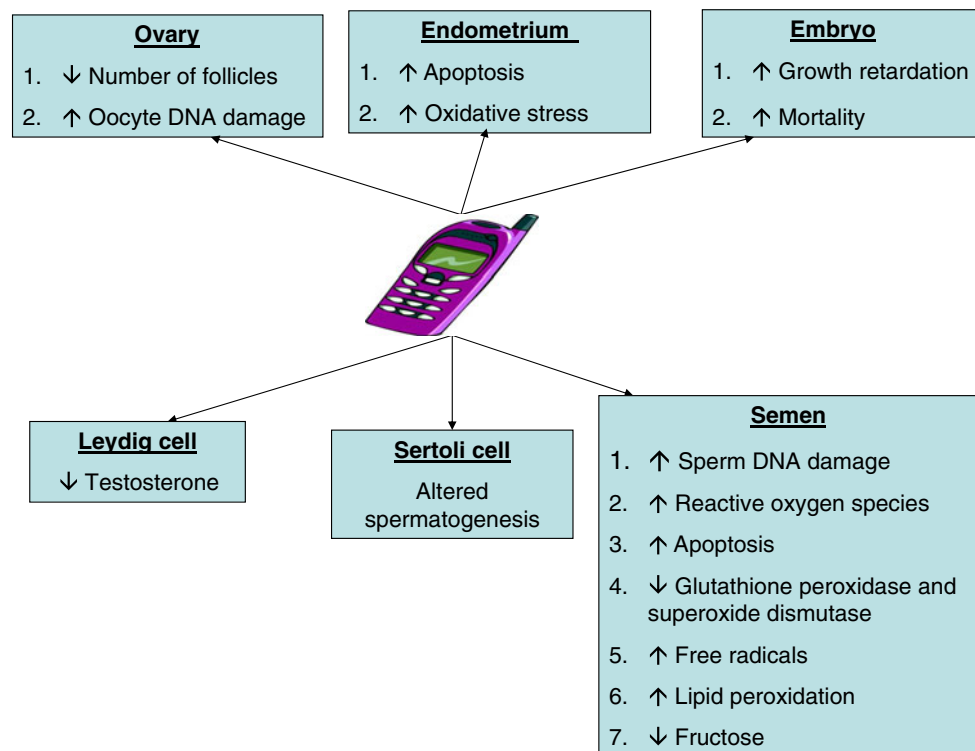 Ovary
1. ↓ Number of follicles
2. ↑ Oocyte DNA damage
Endometrium
1. ↑ Apoptosis
2. ↑ Oxidative stress
Embryo
1. ↑ Growth retardation
2. ↑ Mortality
Leydig cell
↓ Testosterone
Sertoli cell
Altered
spermatogenesis
Semen
1. ↑ Sperm DNA damage
2. ↑ Reactive oxygen species
3. ↑ Apoptosis
4. ↓ Glutathione peroxidase and
superoxide dismutase
5. ↑ Free radicals
6. ↑ Lipid peroxidation
7. ↓ Fructose